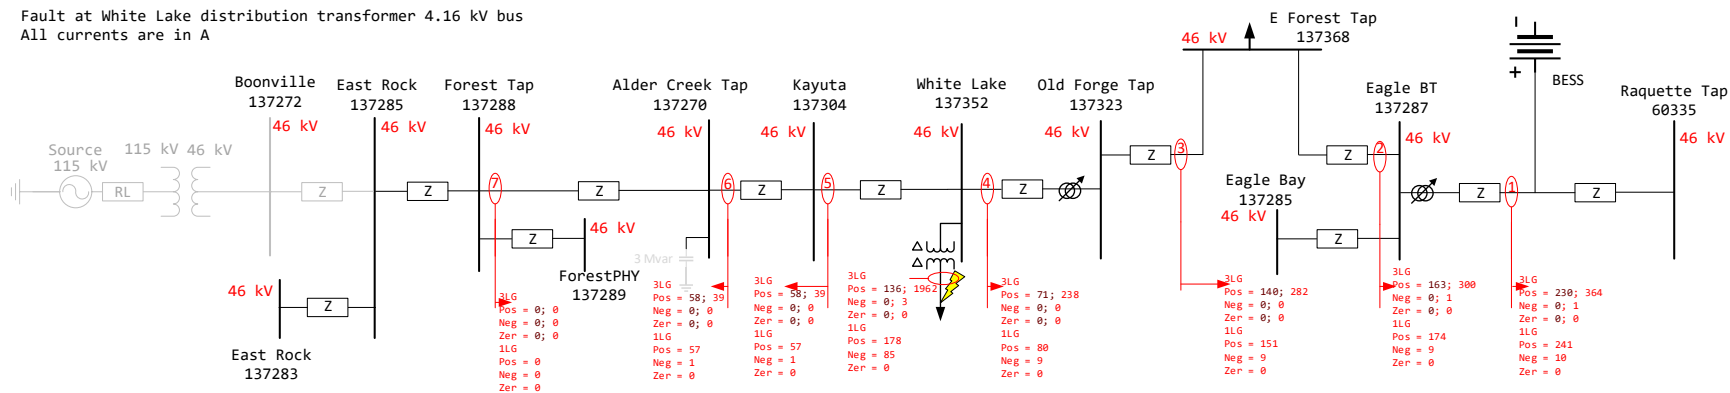 Fault at White Lake distribution transformer 4.16 kV bus
All currents are in A
E Forest Tap
137368
46 kV
BESS
Boonville
137272
46 kV
East Rock
137285
46 kV
Forest Tap
137288
46 kV
Alder Creek Tap
137270
46 kV
Kayuta
137304
46 kV
White Lake
137352
46 kV
Old Forge Tap
137323
46 kV
Eagle BT
137287
46 kV
Raquette Tap
60335
46 kV
Source
115 kV
RL
115 kV
46 kV
Z
Z
7
Z
6
Z
5
Z
4
Z
Z
3
Z
2
Z
1
Z
Eagle Bay
137285
46 kV
Z
Z
46 kV
ForestPHY
137289
3 Mvar
46 kV
Z
East Rock
137283
3LG
Pos = 0; 0
Neg = 0; 0
Zer = 0; 0
1LG
Pos = 0
Neg = 0
Zer = 0
3LG
Pos = 58; 39
Neg = 0; 0
Zer = 0; 0
1LG
Pos = 57
Neg = 1
Zer = 0
3LG
Pos = 58; 39
Neg = 0; 0
Zer = 0; 0
1LG
Pos = 57
Neg = 1
Zer = 0
3LG
Pos = 136; 1962
Neg = 0; 3
Zer = 0; 0
1LG
Pos = 178
Neg = 85
Zer = 0
3LG
Pos = 71; 238
Neg = 0; 0
Zer = 0; 0
1LG
Pos = 80
Neg = 9
Zer = 0
3LG
Pos = 140; 282
Neg = 0; 0
Zer = 0; 0
1LG
Pos = 151
Neg = 9
Zer = 0
3LG
Pos = 163; 300
Neg = 0; 1
Zer = 0; 0
1LG
Pos = 174
Neg = 9
Zer = 0
3LG
Pos = 230; 364
Neg = 0; 1
Zer = 0; 0
1LG
Pos = 241
Neg = 10
Zer = 0